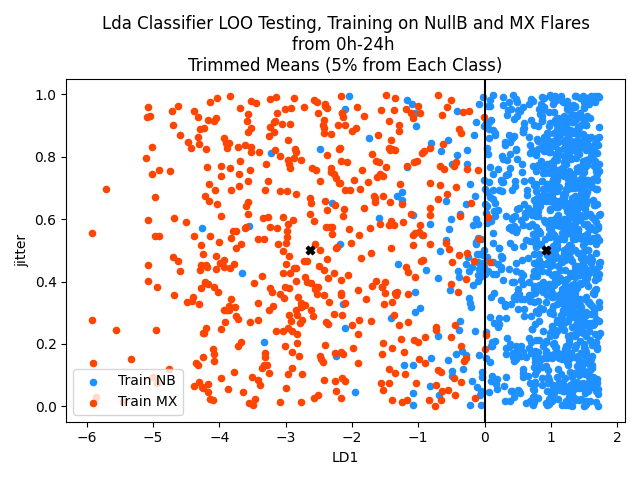 Lda Classifier LOO Testing, Training on NullB and MX Flares
from 0h-24h
Trimmed Means (5% from Each Class)
1.0
0.8
0.6
0.4
0.2
0.0
jitter
Train NB
Train MX
−6
−5
−4
−3
−2
−1
0
1
2
LD1